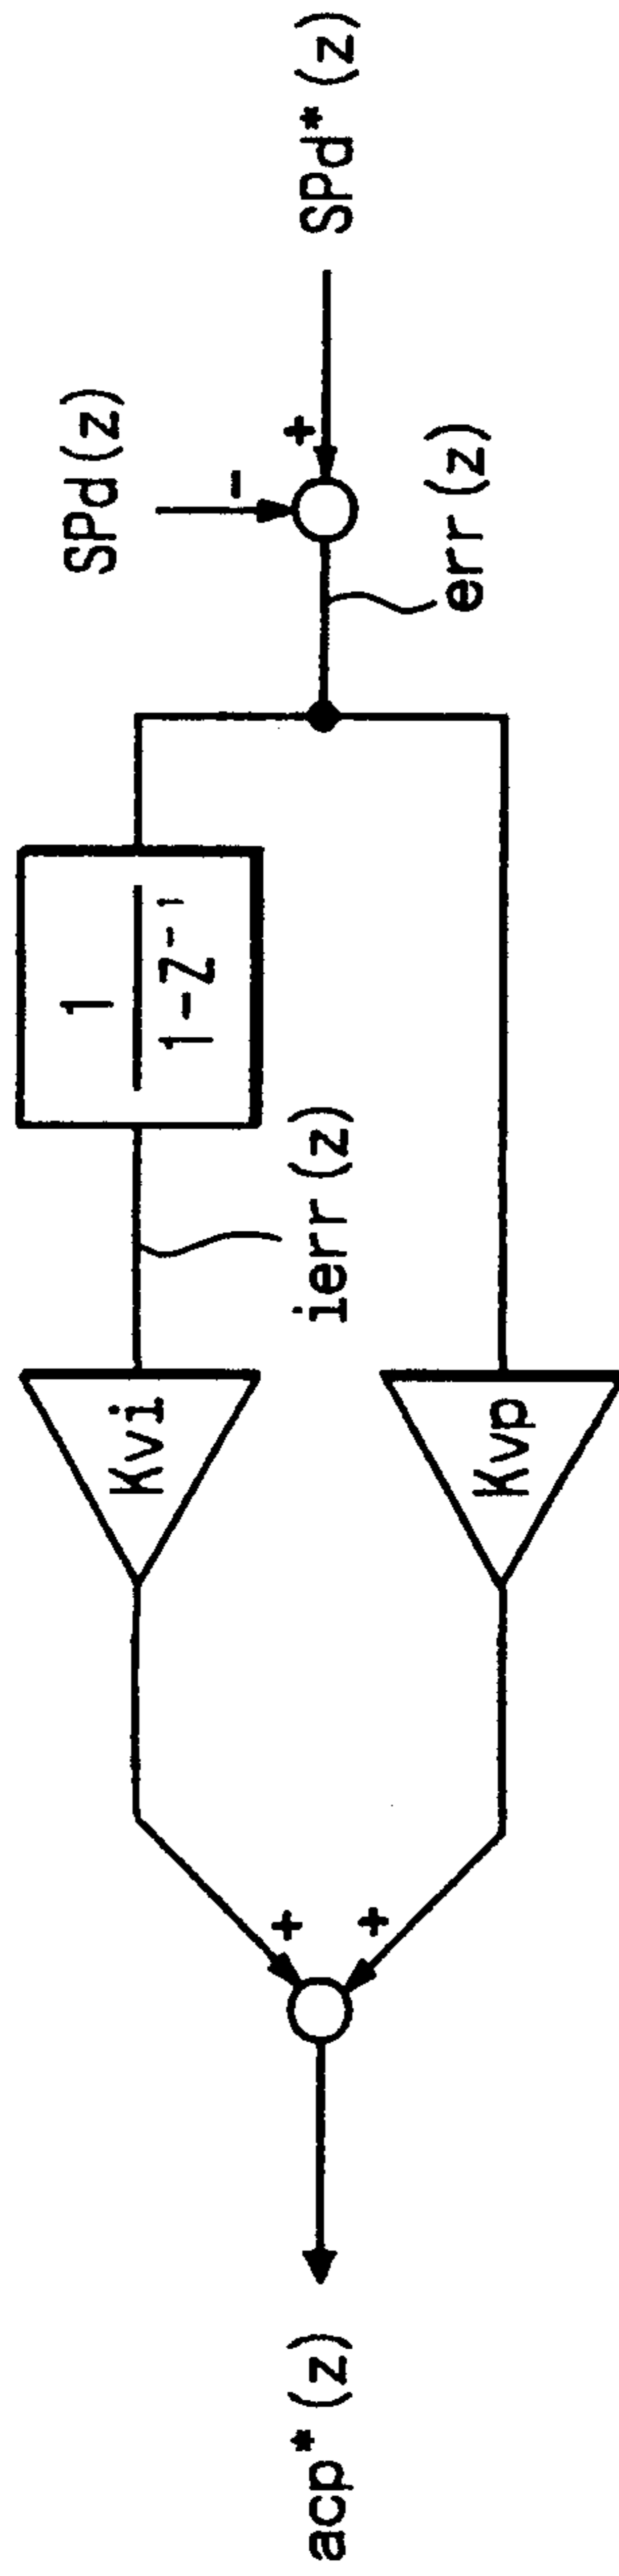 SPd*(z)
+
SPd(z)
-
err(z)
1
1-Z⁻¹
ierr(z)
Kvi
Kvp
+
+
acp*(z)